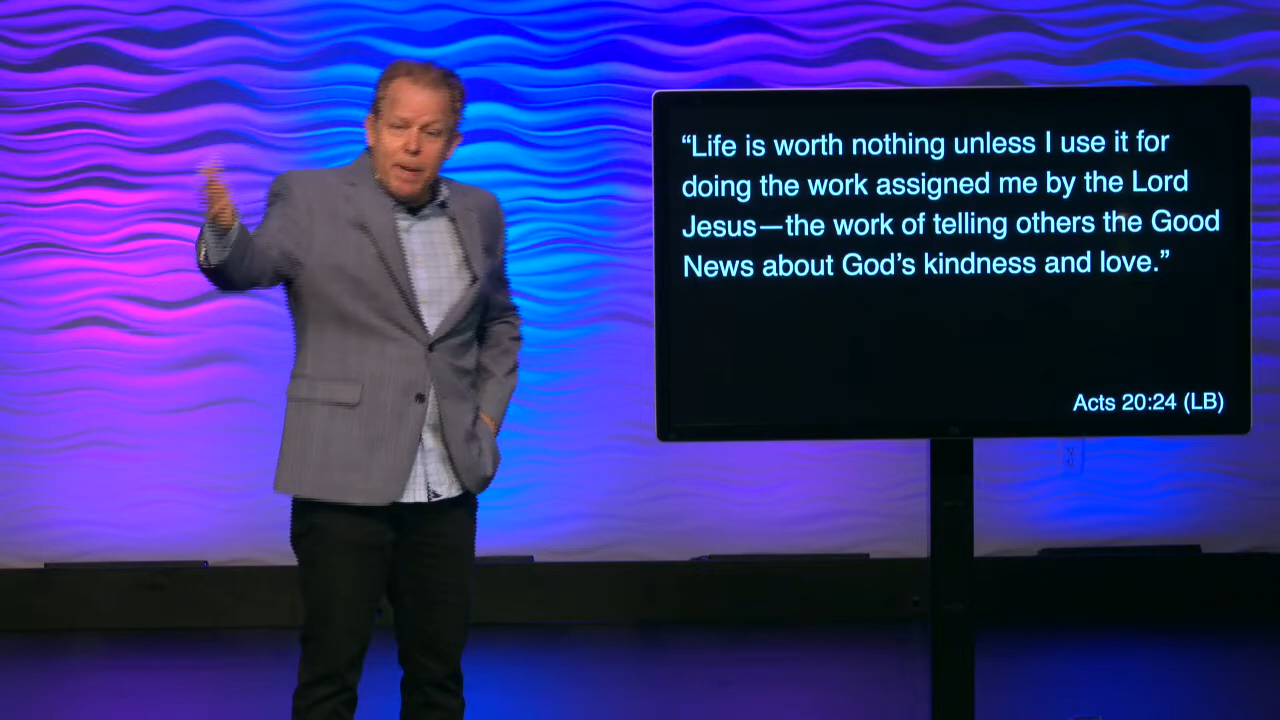 “Life is worth nothing unless I use it for
doing the work assigned me by the Lord
Jesus—the work of telling others the Good
News about God’s kindness and love.”
Acts 20:24 (LB)